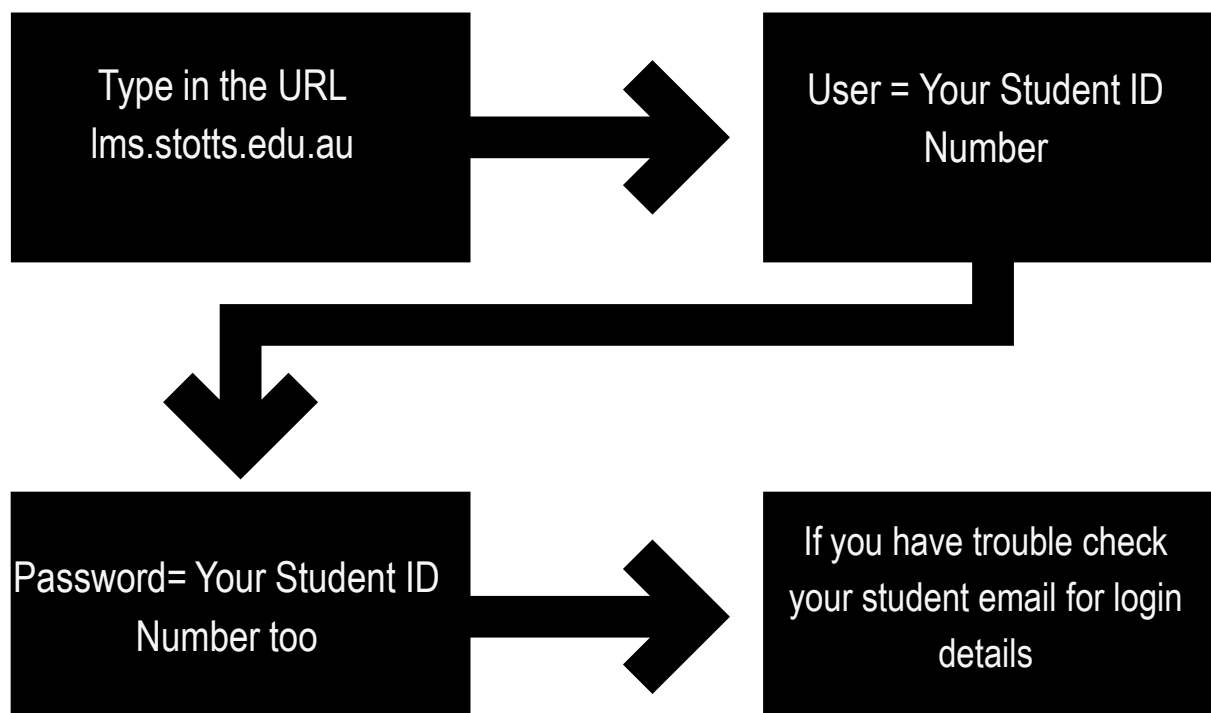 Type in the URL
lms.stotts.edu.au
User = Your Student ID
Number
Password= Your Student ID
Number too
If you have trouble check
your student email for login
details